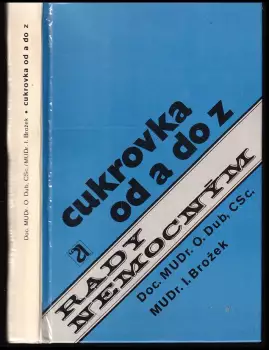 Doc. MUDr. O. Dub, CSc./MUDr. I. Brožek • cukrovka od a do z
cukrovka
od a do z
RADY
NEMOCNÝM
Doc. MUDr. O. Dub, CSc.
MUDr. I. Brožek